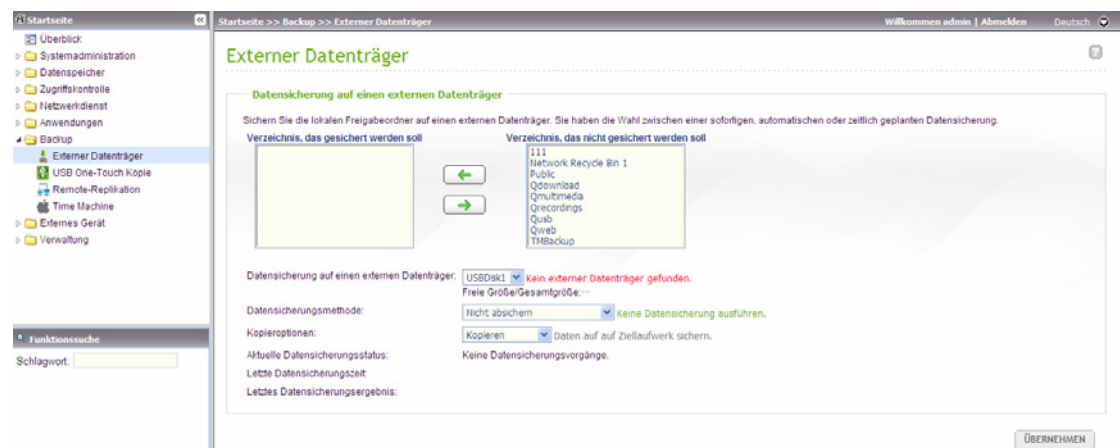 Startseite
Startseite >> Backup >> Externer Datenträger
Willkommen admin | Abmelden
Deutsch
Überblick
Systemadministration
Datenspeicher
Zugriffskontrolle
Netzwerkdienst
Anwendungen
Backup
Externer Datenträger
USB One-Touch Kopie
Remote-Replikation
Time Machine
Externes Gerät
Verwaltung
Funktionssuche
Schlagwort:
Externer Datenträger
Datensicherung auf einen externen Datenträger
Sichern Sie die lokalen Freigabeordner auf einen externen Datenträger. Sie haben die Wahl zwischen einer sofortigen, automatischen oder zeitlich geplanten Datensicherung.
Verzeichnis, das gesichert werden soll
Verzeichnis, das nicht gesichert werden soll
111
Network Recycle Bin 1
Public
Qdownload
Qmultimedia
Qrecordings
Qusb
Qweb
TMBackup
Datensicherung auf einen externen Datenträger: USBDisk1 Kein externer Datenträger gefunden.
Freie Größe/Gesamtgröße:--
Datensicherungsmethode: Nicht absichern Keine Datensicherung ausführen.
Kopieroptionen: Kopieren Daten auf auf Ziellaufwerk sichern.
Aktuelle Datensicherungsstatus: Keine Datensicherungsvorgänge.
Letzte Datensicherungszeit:
Letztes Datensicherungsergebnis:
ÜBERNEHMEN